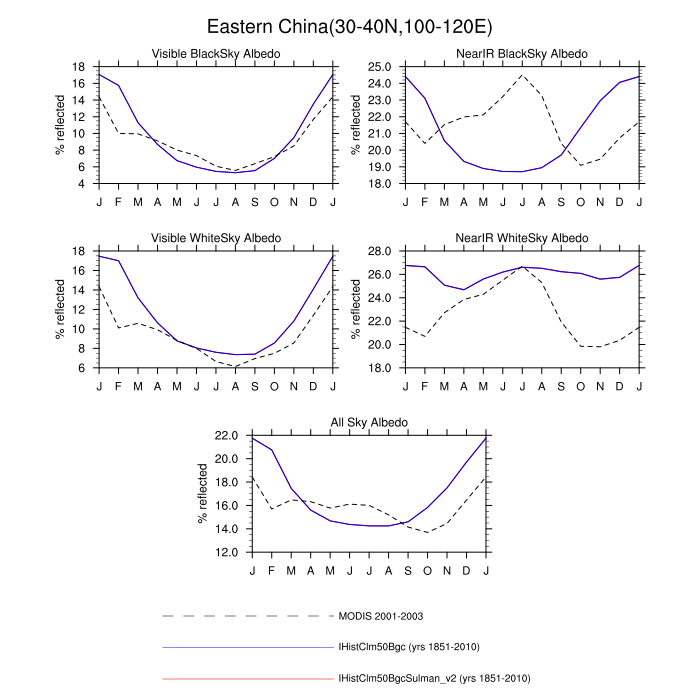 Eastern China(30-40N,100-120E)
Visible BlackSky Albedo
% reflected
18
16
14
12
10
8
6
4
J F M A M J J A S O N D J
NearIR BlackSky Albedo
% reflected
25.0
24.0
23.0
22.0
21.0
20.0
19.0
18.0
J F M A M J J A S O N D J
Visible WhiteSky Albedo
% reflected
18
16
14
12
10
8
6
J F M A M J J A S O N D J
NearIR WhiteSky Albedo
% reflected
28.0
26.0
24.0
22.0
20.0
18.0
J F M A M J J A S O N D J
All Sky Albedo
% reflected
22.0
20.0
18.0
16.0
14.0
12.0
J F M A M J J A S O N D J
MODIS 2001-2003
IHistClm50Bgc (yrs 1851-2010)
IHistClm50BgcSulman_v2 (yrs 1851-2010)